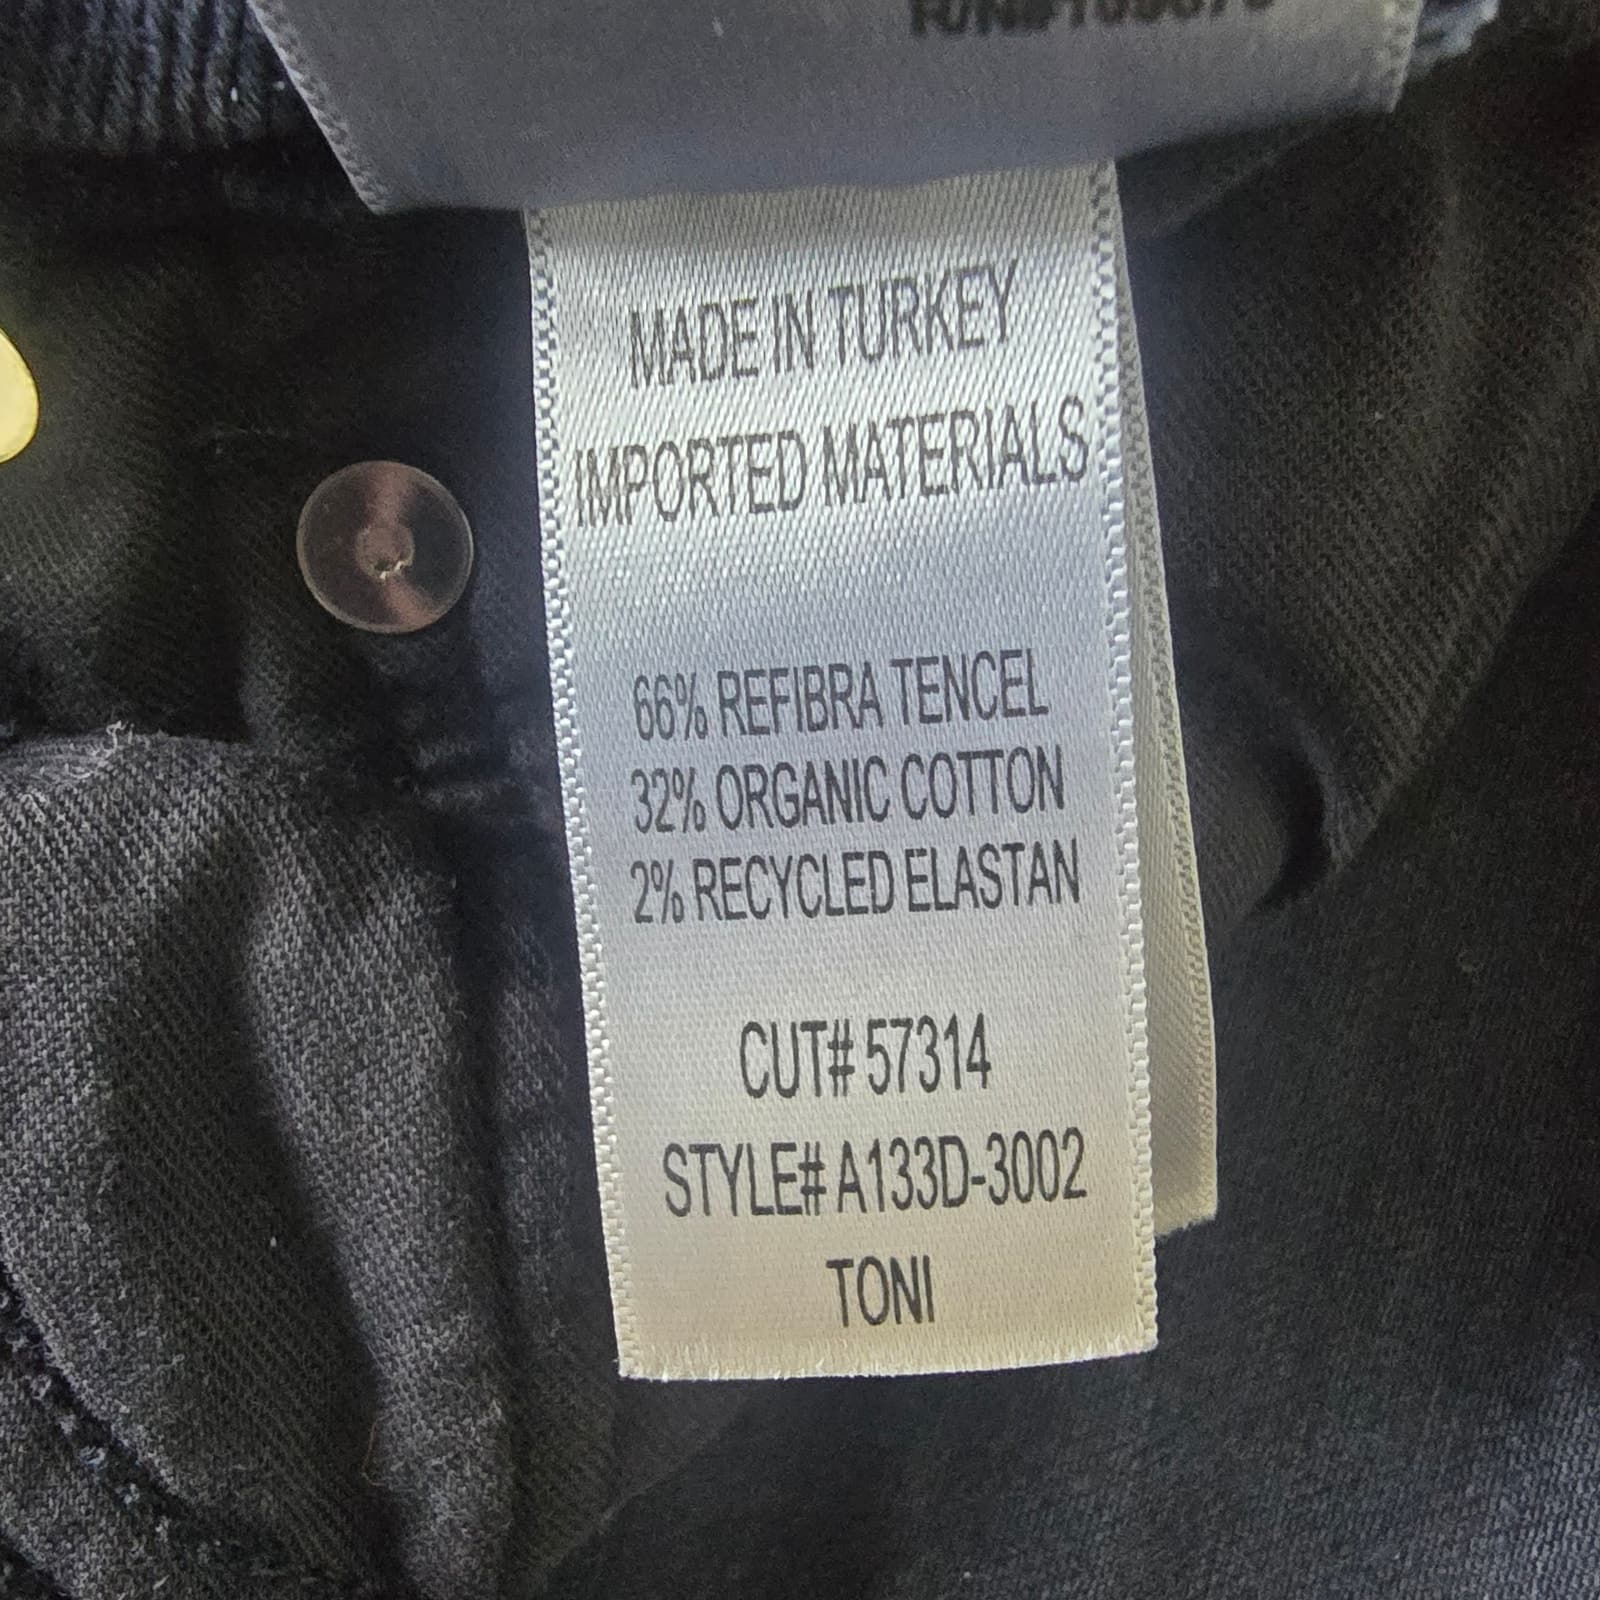 MADE IN TURKEY
IMPORTED MATERIALS
66% REFIBRA TENCEL
32% ORGANIC COTTON
2% RECYCLED ELASTAN
CUT# 57314
STYLE# A133D-3002
TONI